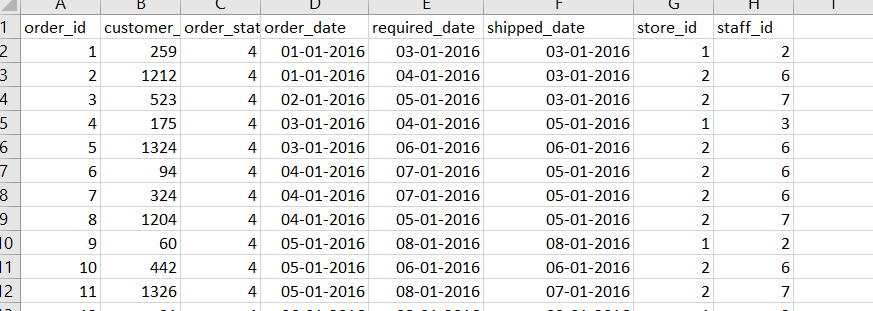 A B C D E F G H I
1 order_id customer_ order_stat order_date required_date shipped_date store_id staff_id
2 1 259 4 01-01-2016 03-01-2016 03-01-2016 1 2
3 2 1212 4 01-01-2016 04-01-2016 03-01-2016 2 6
4 3 523 4 02-01-2016 05-01-2016 03-01-2016 2 7
5 4 175 4 03-01-2016 04-01-2016 05-01-2016 1 3
6 5 1324 4 03-01-2016 06-01-2016 06-01-2016 2 6
7 6 94 4 04-01-2016 07-01-2016 05-01-2016 2 6
8 7 324 4 04-01-2016 07-01-2016 05-01-2016 2 6
9 8 1204 4 04-01-2016 05-01-2016 05-01-2016 2 7
10 9 60 4 05-01-2016 08-01-2016 08-01-2016 1 2
11 10 442 4 05-01-2016 06-01-2016 06-01-2016 2 6
12 11 1326 4 05-01-2016 08-01-2016 07-01-2016 2 7